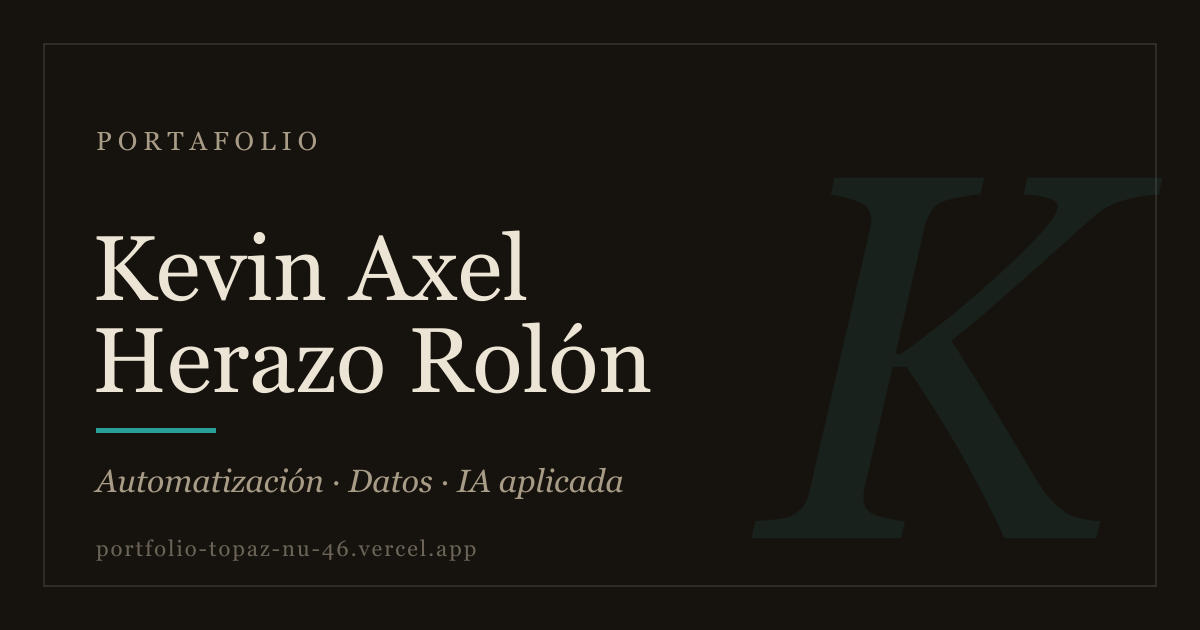 PORTAFOLIO
Kevin Axel
Herazo Rolón
Automatización · Datos · IA aplicada
portfolio-topaz-nu-46.vercel.app
K